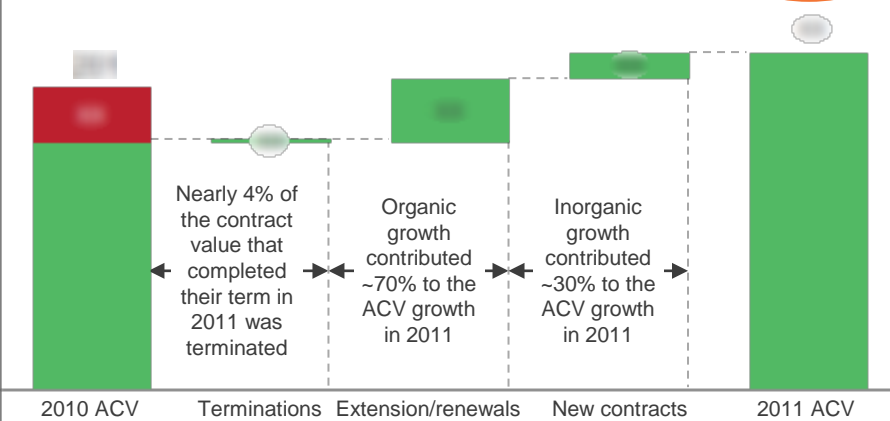 Nearly 4% of
the contract
value that
completed
their term in
2011 was
terminated
Organic
growth
contributed
~70% to the
ACV growth
in 2011
Inorganic
growth
contributed
~30% to the
ACV growth
in 2011
2010 ACV
Terminations
Extension/renewals
New contracts
2011 ACV